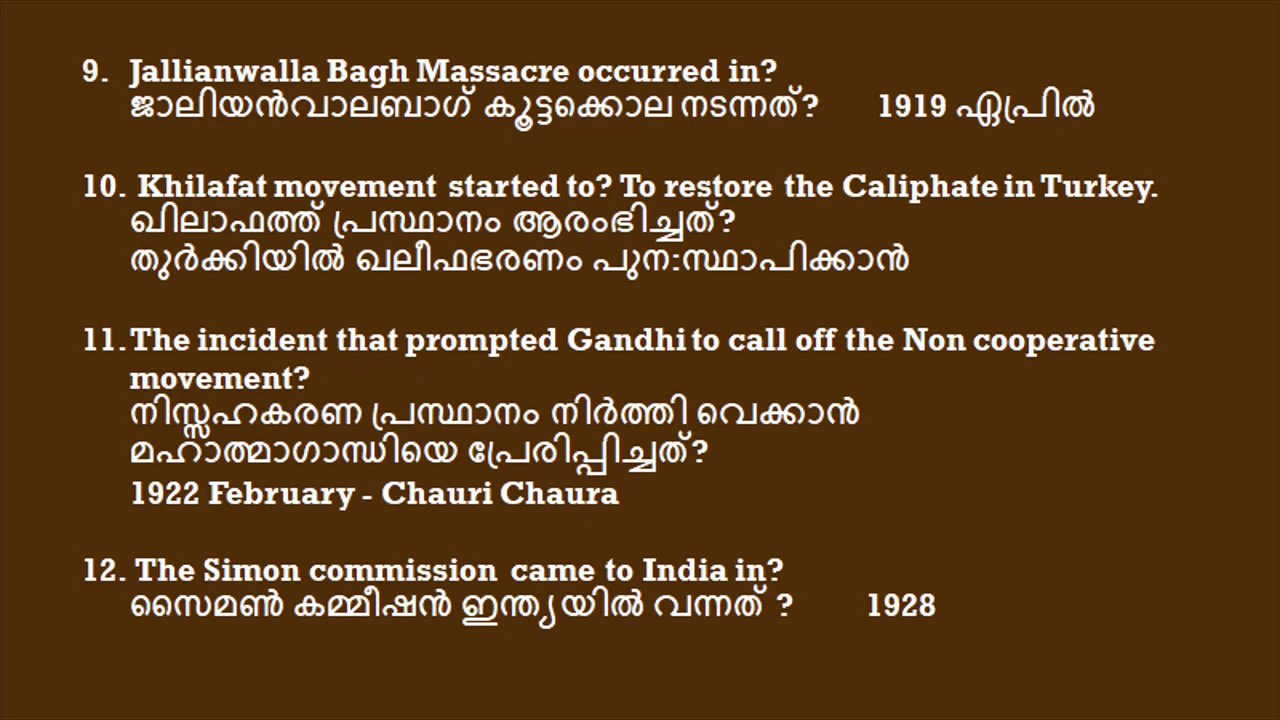 9. Jallianwalla Bagh Massacre occurred in?
ജാലിയൻവാലബാഗ് കൂട്ടക്കൊല നടന്നത്? 1919 ഏപ്രിൽ
10. Khilafat movement started to? To restore the Caliphate in Turkey.
ഖിലാഫത്ത് പ്രസ്ഥാനം ആരംഭിച്ചത്?
തുർക്കിയിൽ ഖലീഫഭരണം പുന:സ്ഥാപിക്കാൻ
11. The incident that prompted Gandhi to call off the Non cooperative
movement?
നിസ്സഹകരണ പ്രസ്ഥാനം നിർത്തി വെക്കാൻ
മഹാത്മാഗാന്ധിയെ പ്രേരിപ്പിച്ചത്?
1922 February - Chauri Chaura
12. The Simon commission came to India in?
സൈമൺ കമ്മീഷൻ ഇന്ത്യയിൽ വന്നത് ? 1928